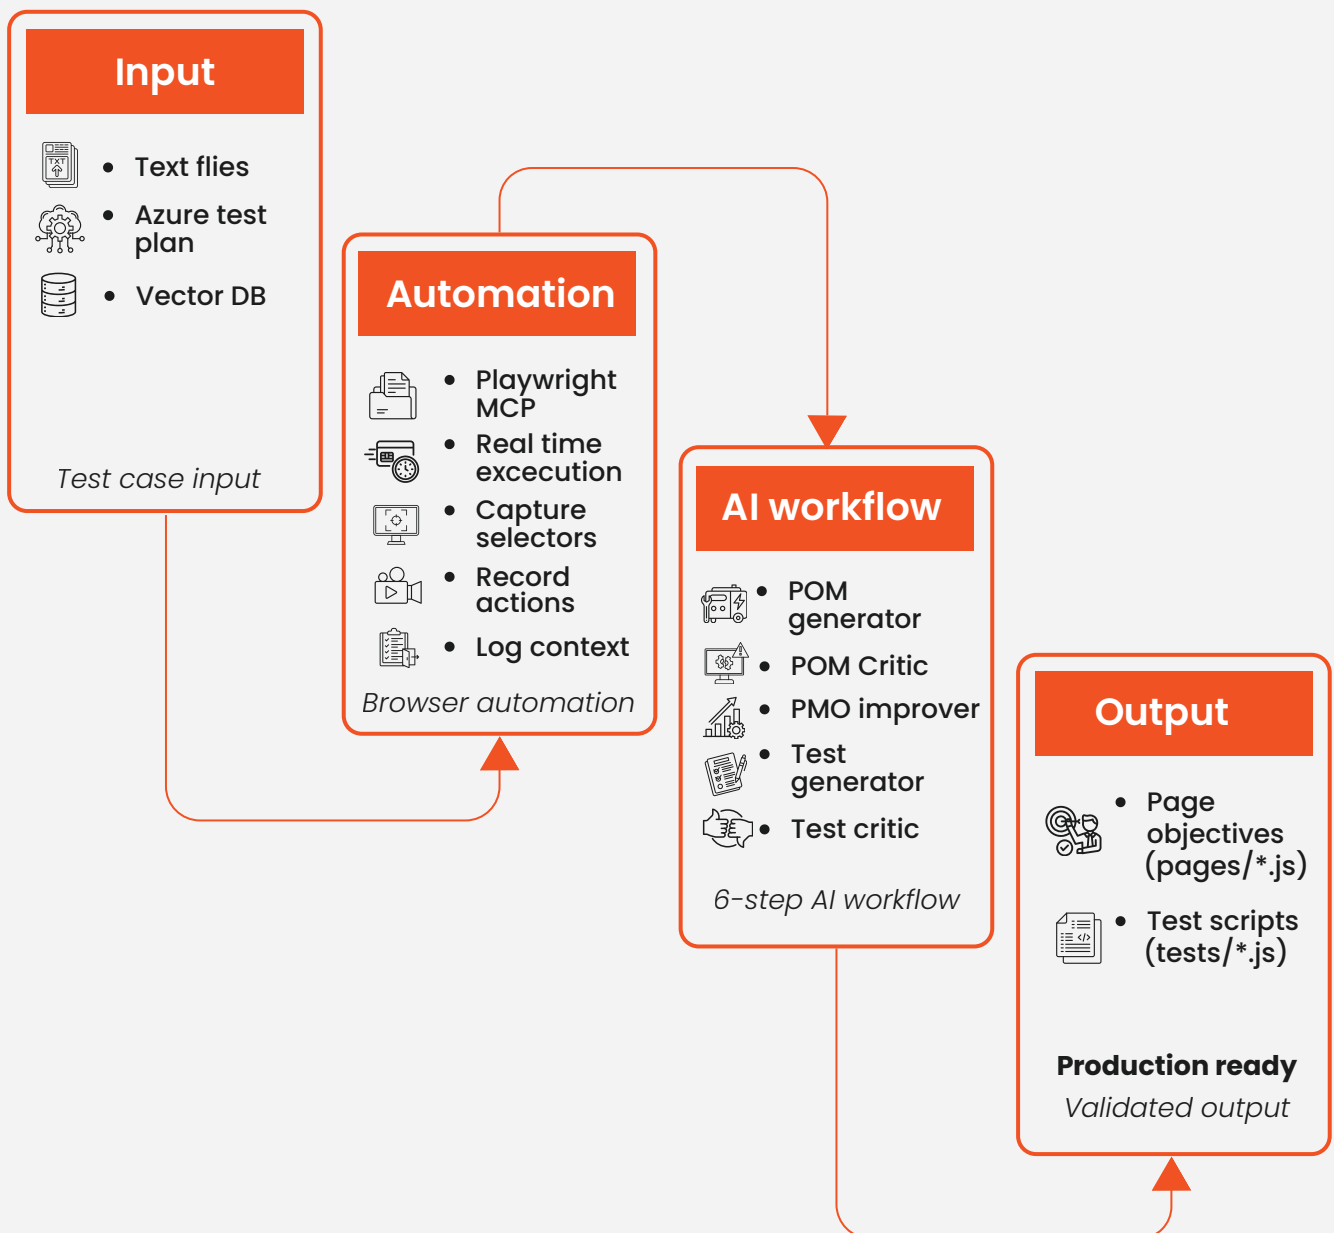 Input
TXT
Text flies
Azure test
plan
Vector DB
Test case input
Automation
Playwright
MCP
Real time
excecution
Capture
selectors
Record
actions
Log context
Browser automation
AI workflow
POM
generator
POM Critic
PMO improver
Test
generator
Test critic
6-step AI workflow
Output
Page
objectives
(pages/*.js)
Test scripts
(tests/*.js)
Production ready
Validated output